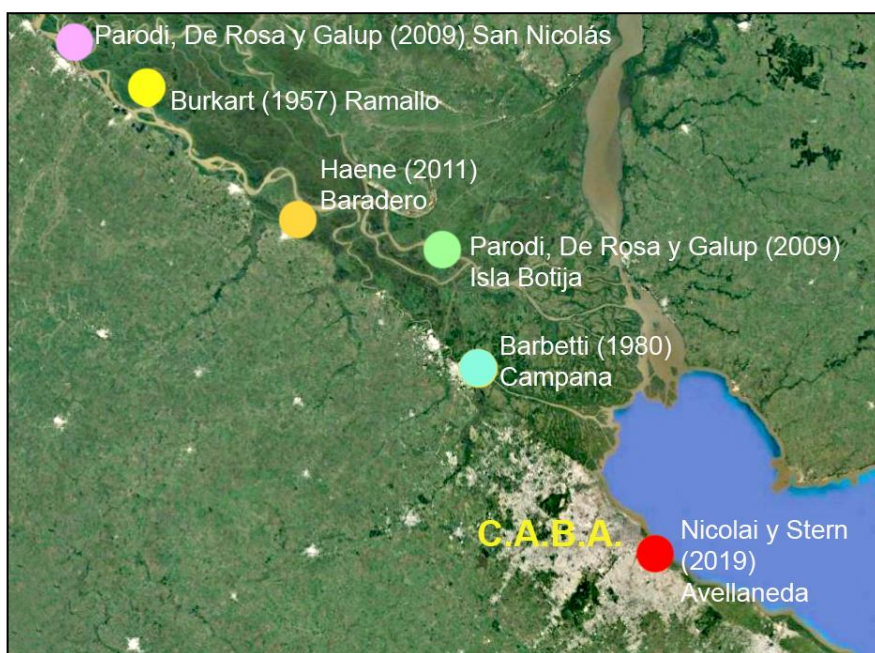 Parodi, De Rosa y Galup (2009) San Nicolás
Burkart (1957) Ramallo
Haene (2011)
Baradero
Parodi, De Rosa y Galup (2009)
Isla Botija
Barbetti (1980)
Campana
C.A.B.A.
Nicolai y Stern
(2019)
Avellaneda